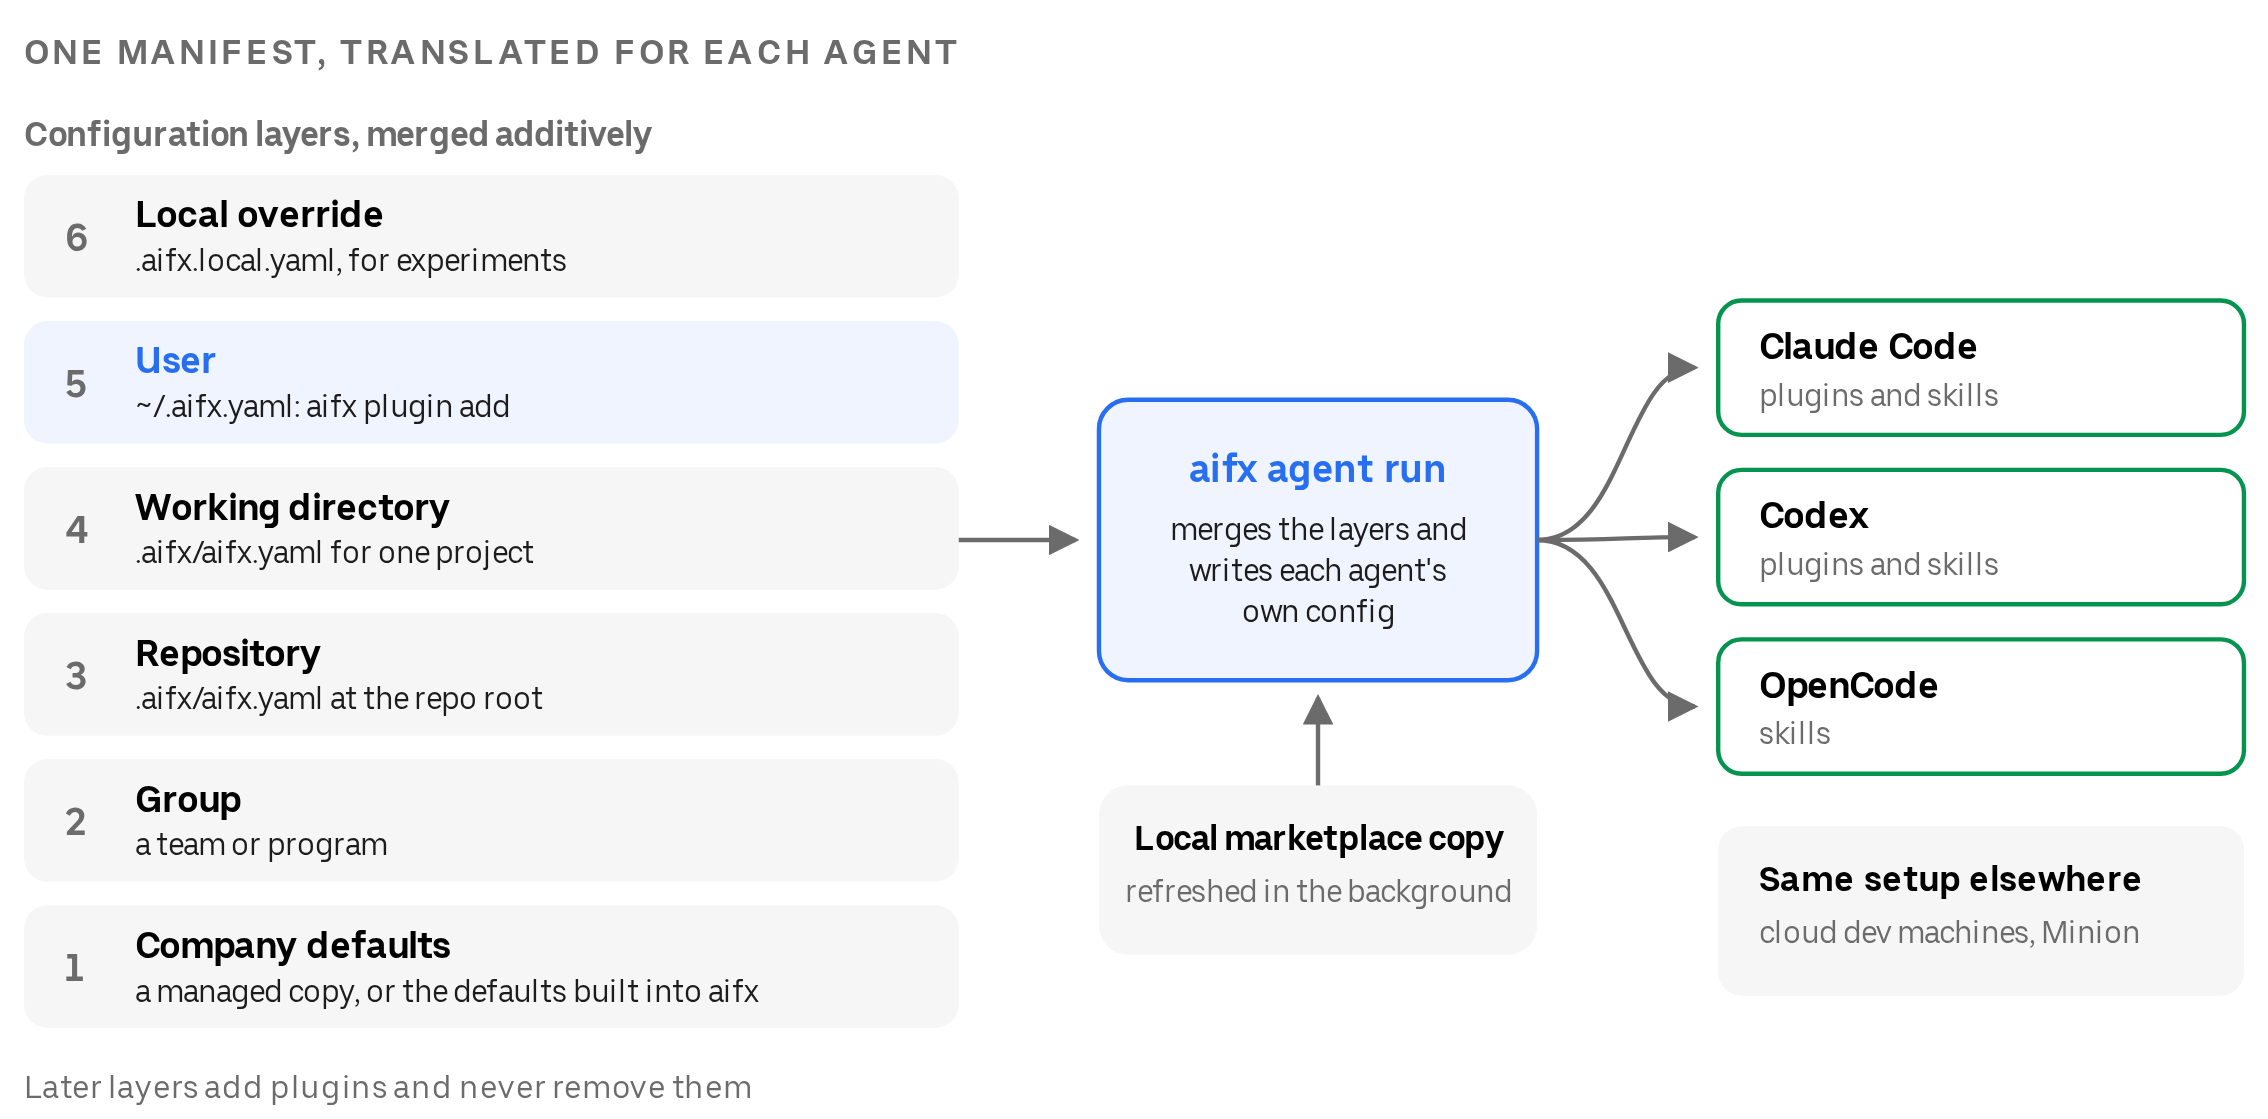 ONE MANIFEST, TRANSLATED FOR EACH AGENT
Configuration layers, merged additively
6
Local override
.aifx.local.yaml, for experiments
5
User
~/.aifx.yaml: aifx plugin add
4
Working directory
.aifx/aifx.yaml for one project
3
Repository
.aifx/aifx.yaml at the repo root
2
Group
a team or program
1
Company defaults
a managed copy, or the defaults built into aifx
Later layers add plugins and never remove them
aifx agent run
merges the layers and
writes each agent's
own config
Local marketplace copy
refreshed in the background
Claude Code
plugins and skills
Codex
plugins and skills
OpenCode
skills
Same setup elsewhere
cloud dev machines, Minion